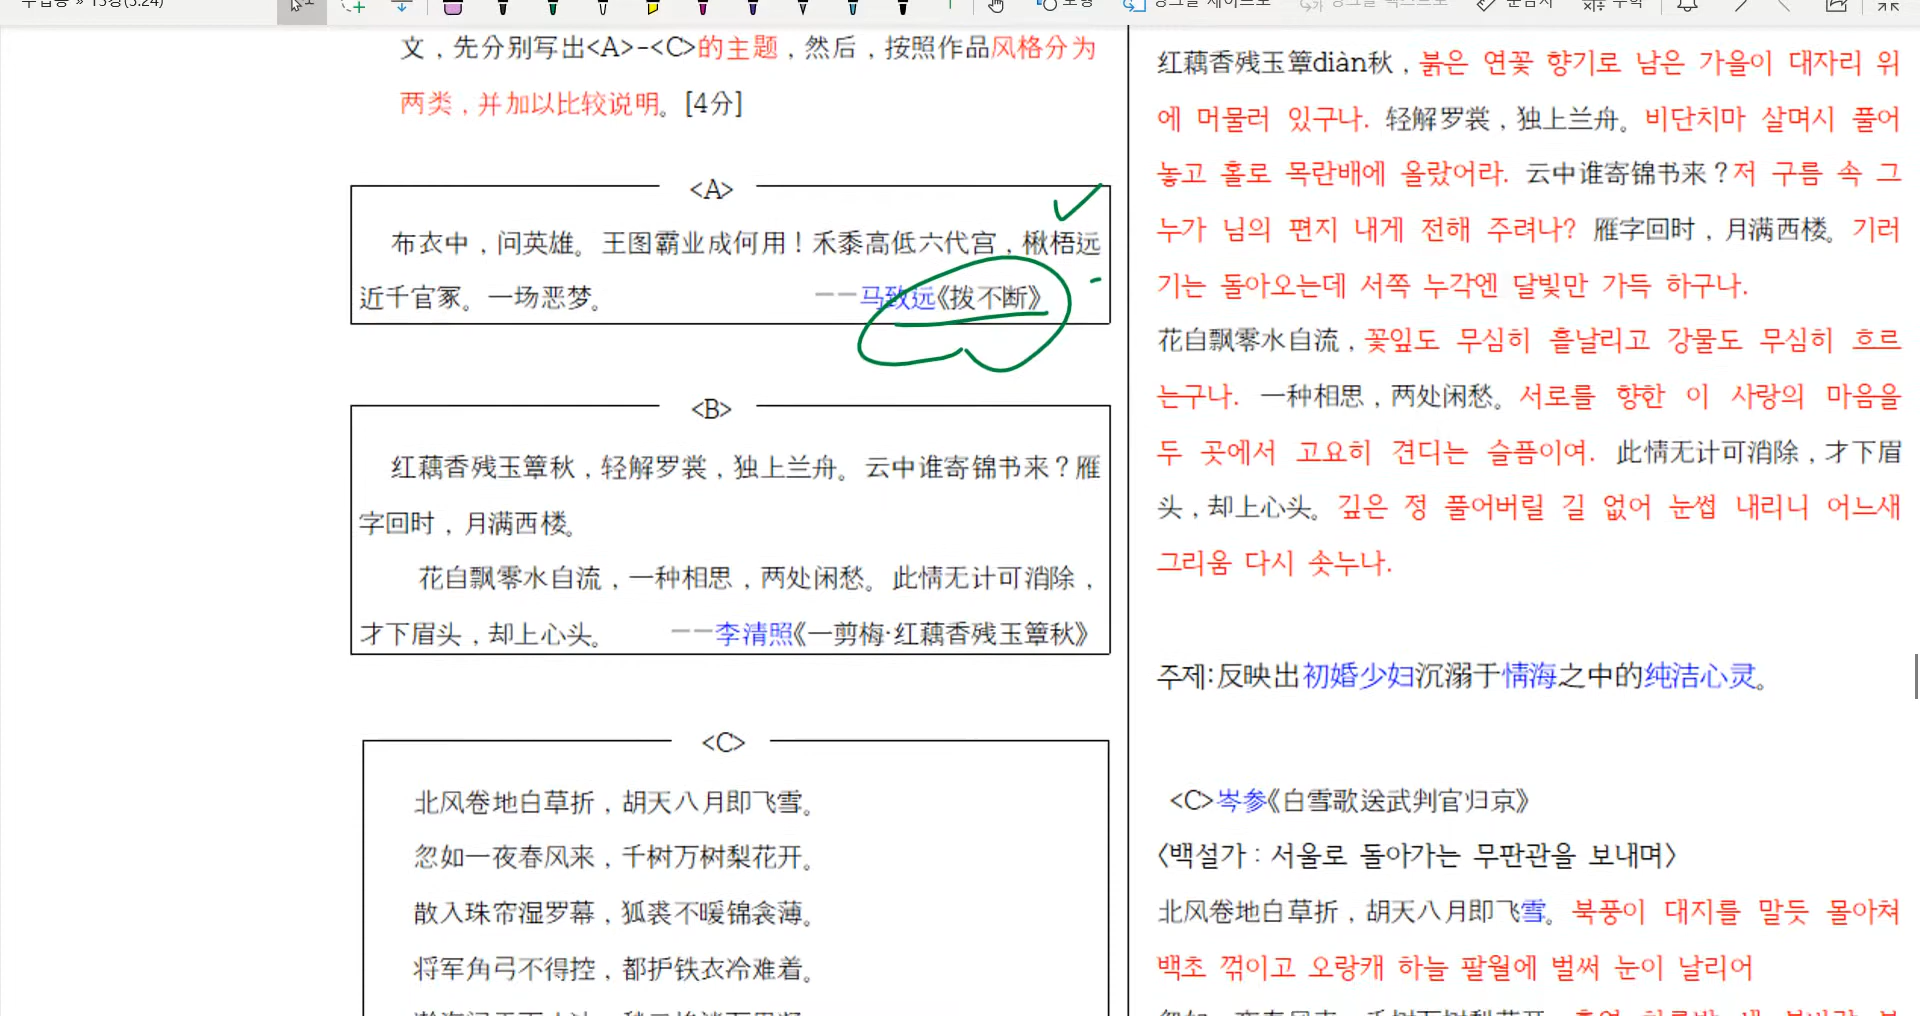 文，先分别写出<A>-<C>的主题，然后，按照作品风格分为
两类，并加以比较说明。[4分]
<A>
布衣中，问英雄。王图霸业成何用！禾黍高低六代宫，楸梧远
近千官冢。一场恶梦。 ——马致远《拨不断》
<B>
红藕香残玉簟秋，轻解罗裳，独上兰舟。云中谁寄锦书来？雁
字回时，月满西楼。
花自飘零水自流，一种相思，两处闲愁。此情无计可消除，
才下眉头，却上心头。 ——李清照《一剪梅·红藕香残玉簟秋》
<C>
北风卷地白草折，胡天八月即飞雪。
忽如一夜春风来，千树万树梨花开。
散入珠帘湿罗幕，狐裘不暖锦衾薄。
将军角弓不得控，都护铁衣冷难着。
红藕香残玉簟diàn秋，붉은 연꽃 향기로 남은 가을이 대자리 위
에 머물러 있구나. 轻解罗裳，独上兰舟。비단치마 살며시 풀어
놓고 홀로 목란배에 올랐어라. 云中谁寄锦书来？저 구름 속 그
누가 님의 편지 내게 전해 주려나? 雁字回时，月满西楼。기러
기는 돌아오는데 서쪽 누각엔 달빛만 가득 하구나.
花自飘零水自流，꽃잎도 무심히 흩날리고 강물도 무심히 흐르
는구나. 一种相思，两处闲愁。서로를 향한 이 사랑의 마음을
두 곳에서 고요히 견디는 슬픔이여. 此情无计可消除，才下眉
头，却上心头。깊은 정 풀어버릴 길 없어 눈썹 내리니 어느새
그리움 다시 솟누나.
주제:反映出初婚少妇沉溺于情海之中的纯洁心灵。
<C>岑参《白雪歌送武判官归京》
〈백설가 : 서울로 돌아가는 무판관을 보내며〉
北风卷地白草折，胡天八月即飞雪。북풍이 대지를 말듯 몰아쳐
백초 꺾이고 오랑캐 하늘 팔월에 벌써 눈이 날리어